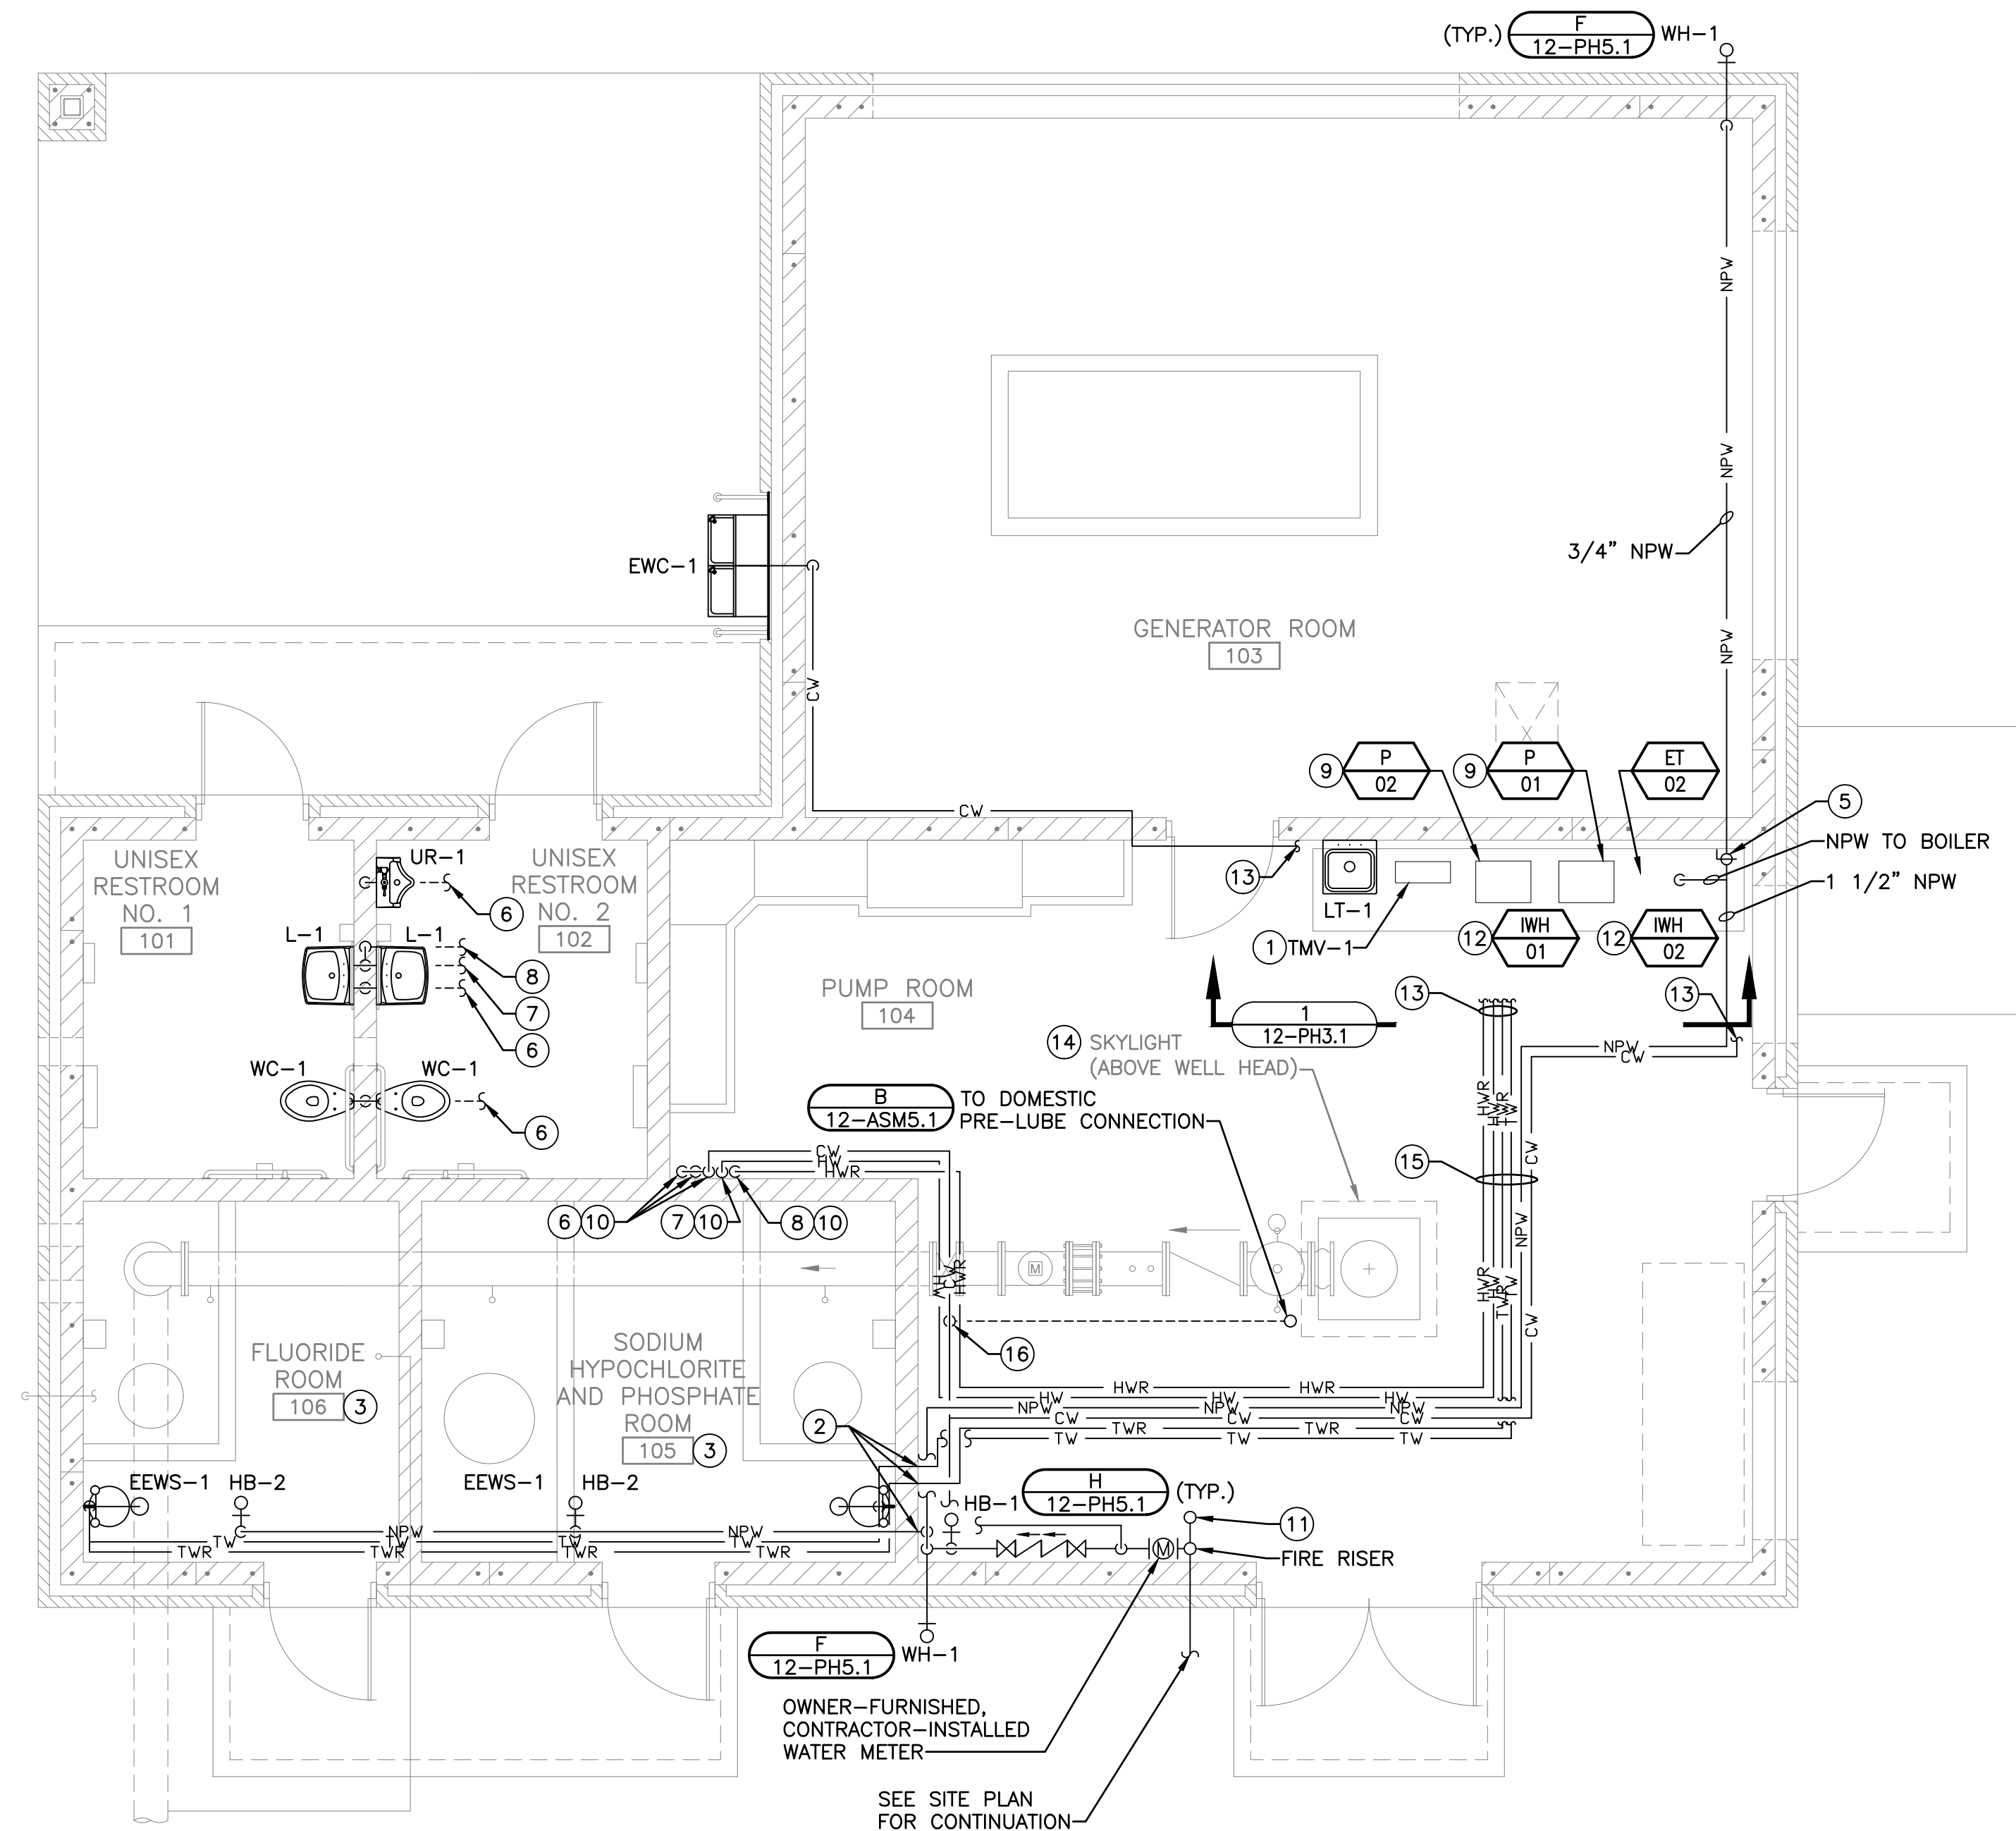 (TYP.)
F
12-PH5.1
WH-1
NPW
NPW
3/4" NPW
NPW
EWC-1
CW
GENERATOR ROOM
103
9
P
02
9
P
01
ET
02
5
NPW TO BOILER
1 1/2" NPW
CW
13
LT-1
1
TMV-1
12
IWH
01
12
IWH
02
UNISEX
RESTROOM
NO. 1
101
UR-1
UNISEX
RESTROOM
NO. 2
102
6
L-1
L-1
8
7
6
WC-1
WC-1
6
PUMP ROOM
104
13
13
1
12-PH3.1
14
SKYLIGHT
(ABOVE WELL HEAD)
NPW
CW
B
12-ASM5.1
TO DOMESTIC
PRE-LUBE CONNECTION
HWR
HW
TWR
TW
CW
15
CW
HW
HWR
6
10
7
10
8
10
M
HW
CW
HWR
NPW
HWR
HW
TWR
TW
CW
16
FLUORIDE
ROOM
106
3
SODIUM
HYPOCHLORITE
AND PHOSPHATE
ROOM
105
3
2
HWR
HWR
HW
HW
HW
NPW
NPW
NPW
CW
CW
CW
TWR
TWR
TW
TW
TW
EEWS-1
HB-2
EEWS-1
HB-2
HB-1
H
12-PH5.1
(TYP.)
11
M
FIRE RISER
NPW
NPW
TW
TW
TW
TW
TWR
TWR
TWR
TWR
F
12-PH5.1
WH-1
OWNER-FURNISHED,
CONTRACTOR-INSTALLED
WATER METER
SEE SITE PLAN
FOR CONTINUATION